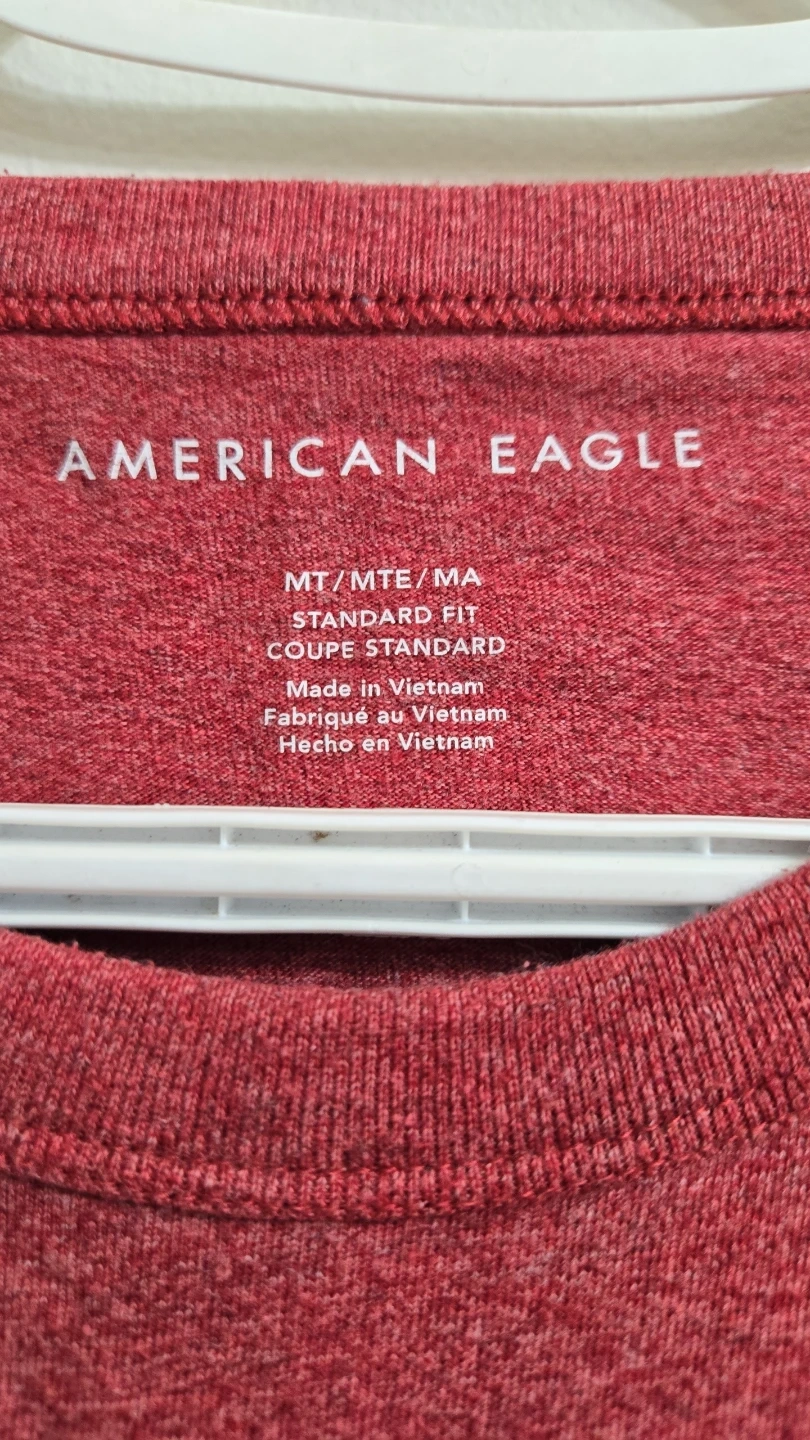 AMERICAN EAGLE
MT/MTE/MA
STANDARD FIT
COUPE STANDARD
Made in Vietnam
Fabriqué au Vietnam
Hecho en Vietnam